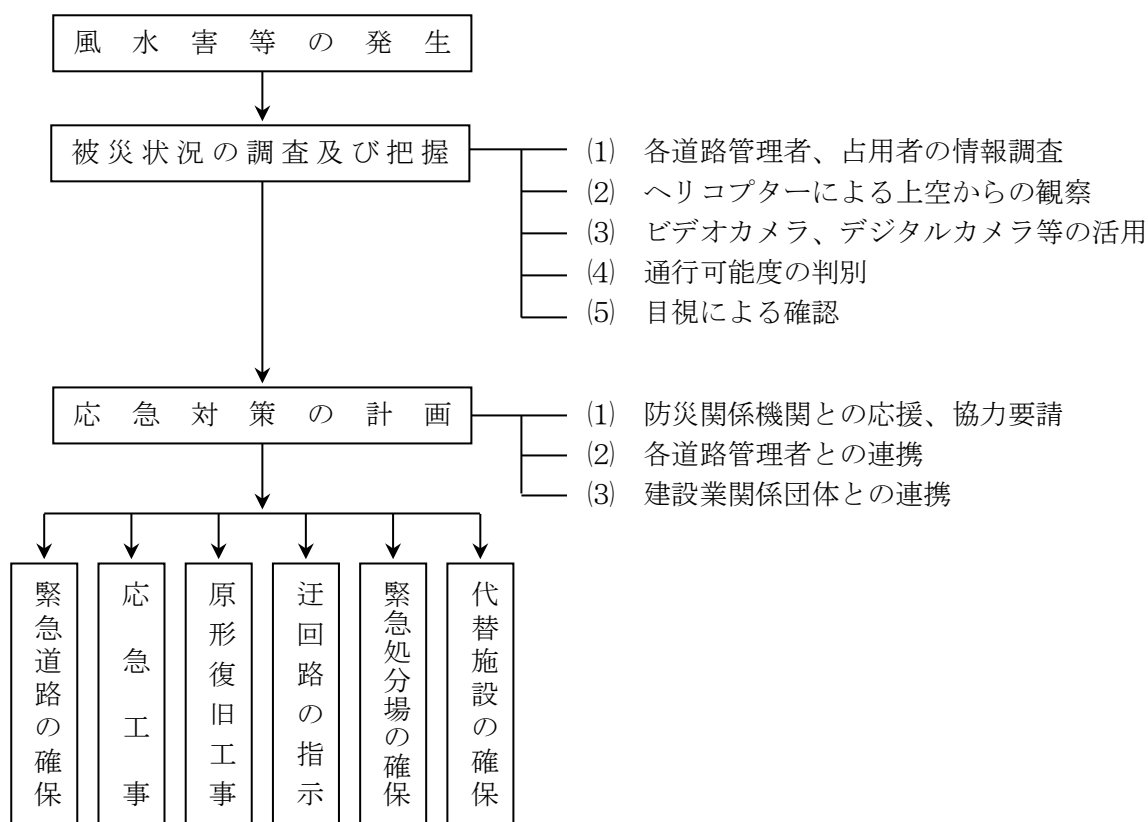 風水害等の発生
被災状況の調査及び把握
⑴ 各道路管理者、占用者の情報調査
⑵ ヘリコプターによる上空からの観察
⑶ ビデオカメラ、デジタルカメラ等の活用
⑷ 通行可能度の判別
⑸ 目視による確認
応急対策の計画
⑴ 防災関係機関との応援、協力要請
⑵ 各道路管理者との連携
⑶ 建設業関係団体との連携
緊急道路の確保
応急工事
原形復旧工事
迂回路の指示
緊急処分場の確保
代替施設の確保